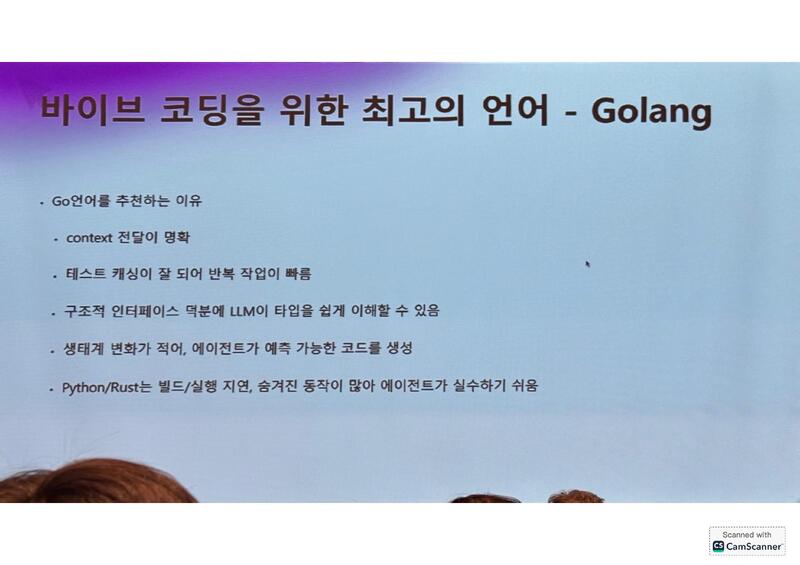 바이브 코딩을 위한 최고의 언어 - Golang
• Go언어를 추천하는 이유
• context 전달이 명확
• 테스트 캐싱이 잘 되어 반복 작업이 빠름
• 구조적 인터페이스 덕분에 LLM이 타입을 쉽게 이해할 수 있음
• 생태계 변화가 적어, 에이전트가 예측 가능한 코드를 생성
• Python/Rust는 빌드/실행 지연, 숨겨진 동작이 많아 에이전트가 실수하기 쉬움
Scanned with
CS CamScanner